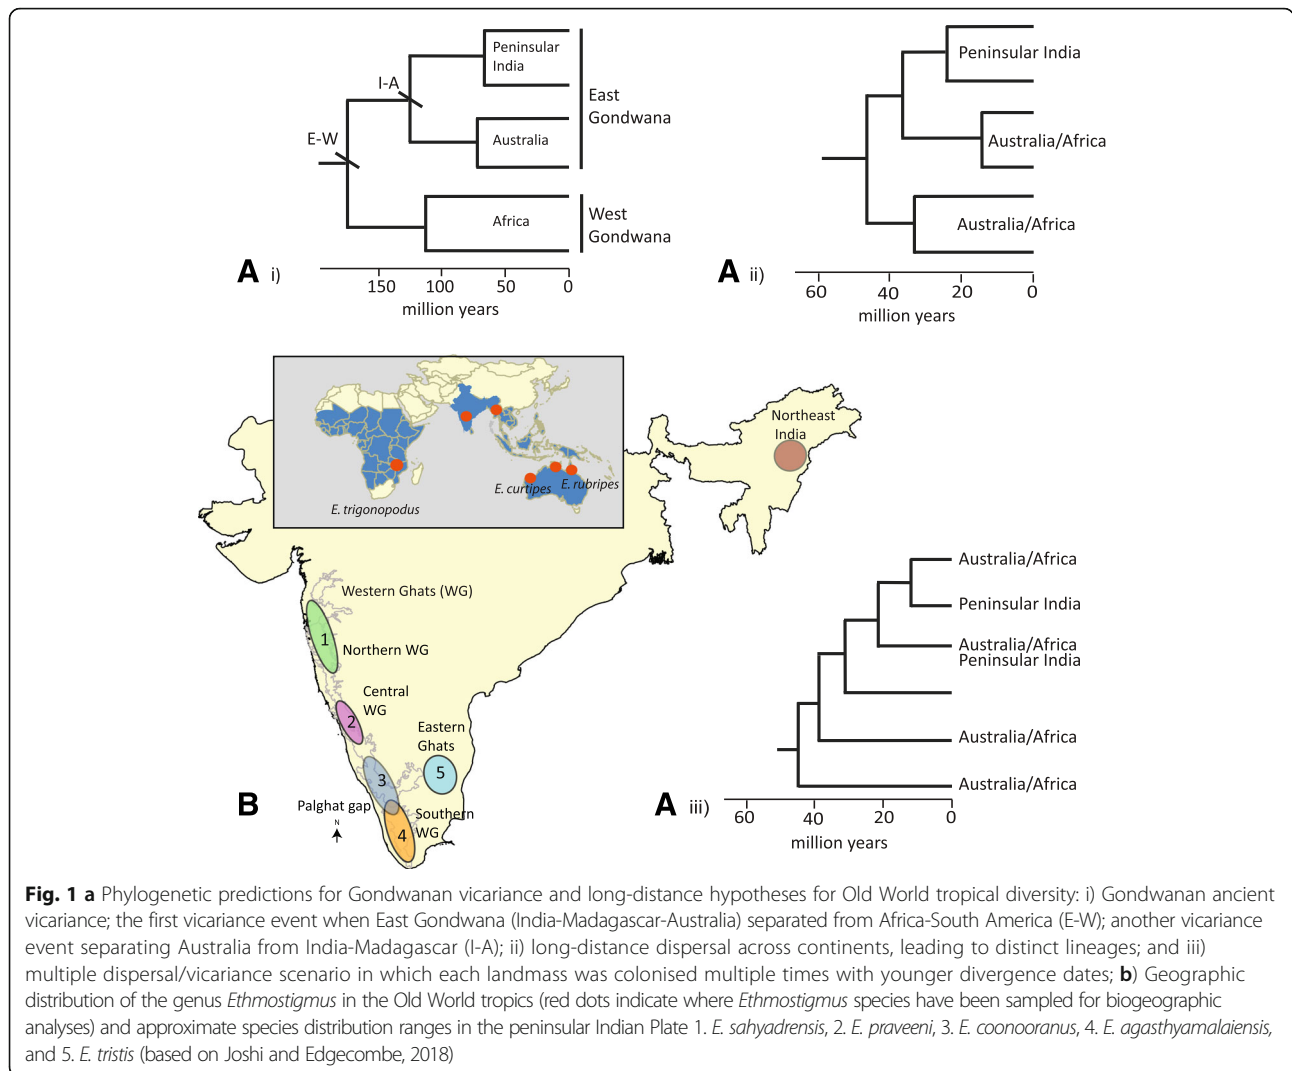 Peninsular
India
I-A
East
Gondwana
E-W
Australia
Africa
West
Gondwana
A i)
150 100 50 0
million years
Peninsular India
Australia/Africa
Australia/Africa
A ii)
60 40 20 0
million years
E. trigonopodus
E. curtipes
E. rubripes
Northeast
India
Western Ghats (WG)
1
Northern WG
Central
WG
2
Eastern
Ghats
3
5
B
Palghat gap
N
Southern
WG
4
Australia/Africa
Peninsular India
Australia/Africa
Peninsular India
Australia/Africa
Australia/Africa
A iii)
60 40 20 0
million years
Fig. 1 a Phylogenetic predictions for Gondwanan vicariance and long-distance hypotheses for Old World tropical diversity: i) Gondwanan ancient
vicariance; the first vicariance event when East Gondwana (India-Madagascar-Australia) separated from Africa-South America (E-W); another vicariance
event separating Australia from India-Madagascar (I-A); ii) long-distance dispersal across continents, leading to distinct lineages; and iii)
multiple dispersal/vicariance scenario in which each landmass was colonised multiple times with younger divergence dates; b) Geographic
distribution of the genus Ethmostigmus in the Old World tropics (red dots indicate where Ethmostigmus species have been sampled for biogeographic
analyses) and approximate species distribution ranges in the peninsular Indian Plate 1. E. sahyadrensis, 2. E. praveeni, 3. E. coonooranus, 4. E. agasthyamalaiensis,
and 5. E. tristis (based on Joshi and Edgecombe, 2018)